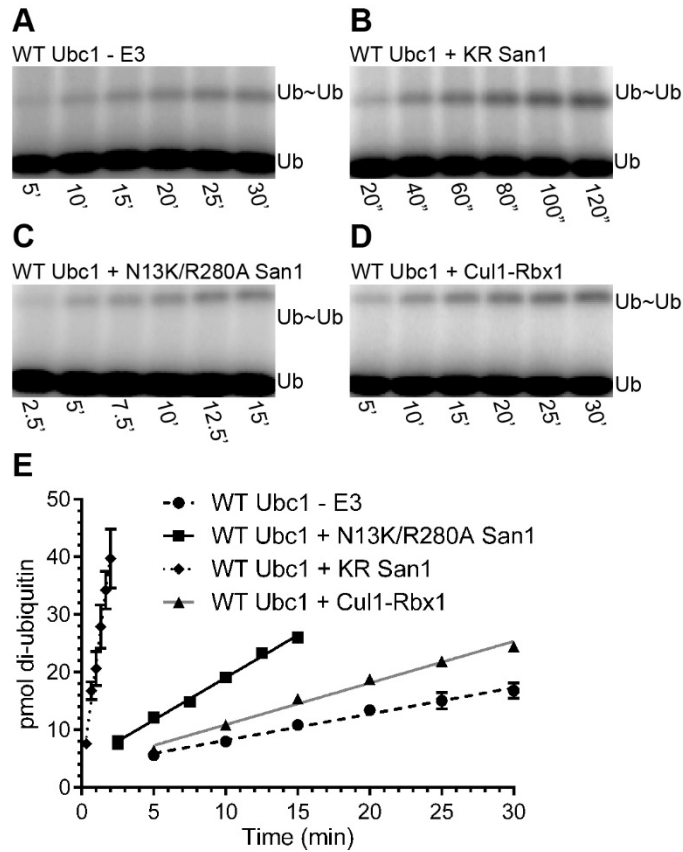 A
WT Ubc1 - E3
Ub~Ub
Ub
5' 10' 15' 20' 25' 30'
B
WT Ubc1 + KR San1
Ub~Ub
Ub
20" 40" 60" 80" 100" 120"
C
WT Ubc1 + N13K/R280A San1
Ub~Ub
Ub
2.5' 5' 7.5' 10' 12.5' 15'
D
WT Ubc1 + Cul1-Rbx1
Ub~Ub
Ub
5' 10' 15' 20' 25' 30'
E
WT Ubc1 - E3
WT Ubc1 + N13K/R280A San1
WT Ubc1 + KR San1
WT Ubc1 + Cul1-Rbx1
pmol di-ubiquitin
50
40
30
20
10
0
0 5 10 15 20 25 30
Time (min)